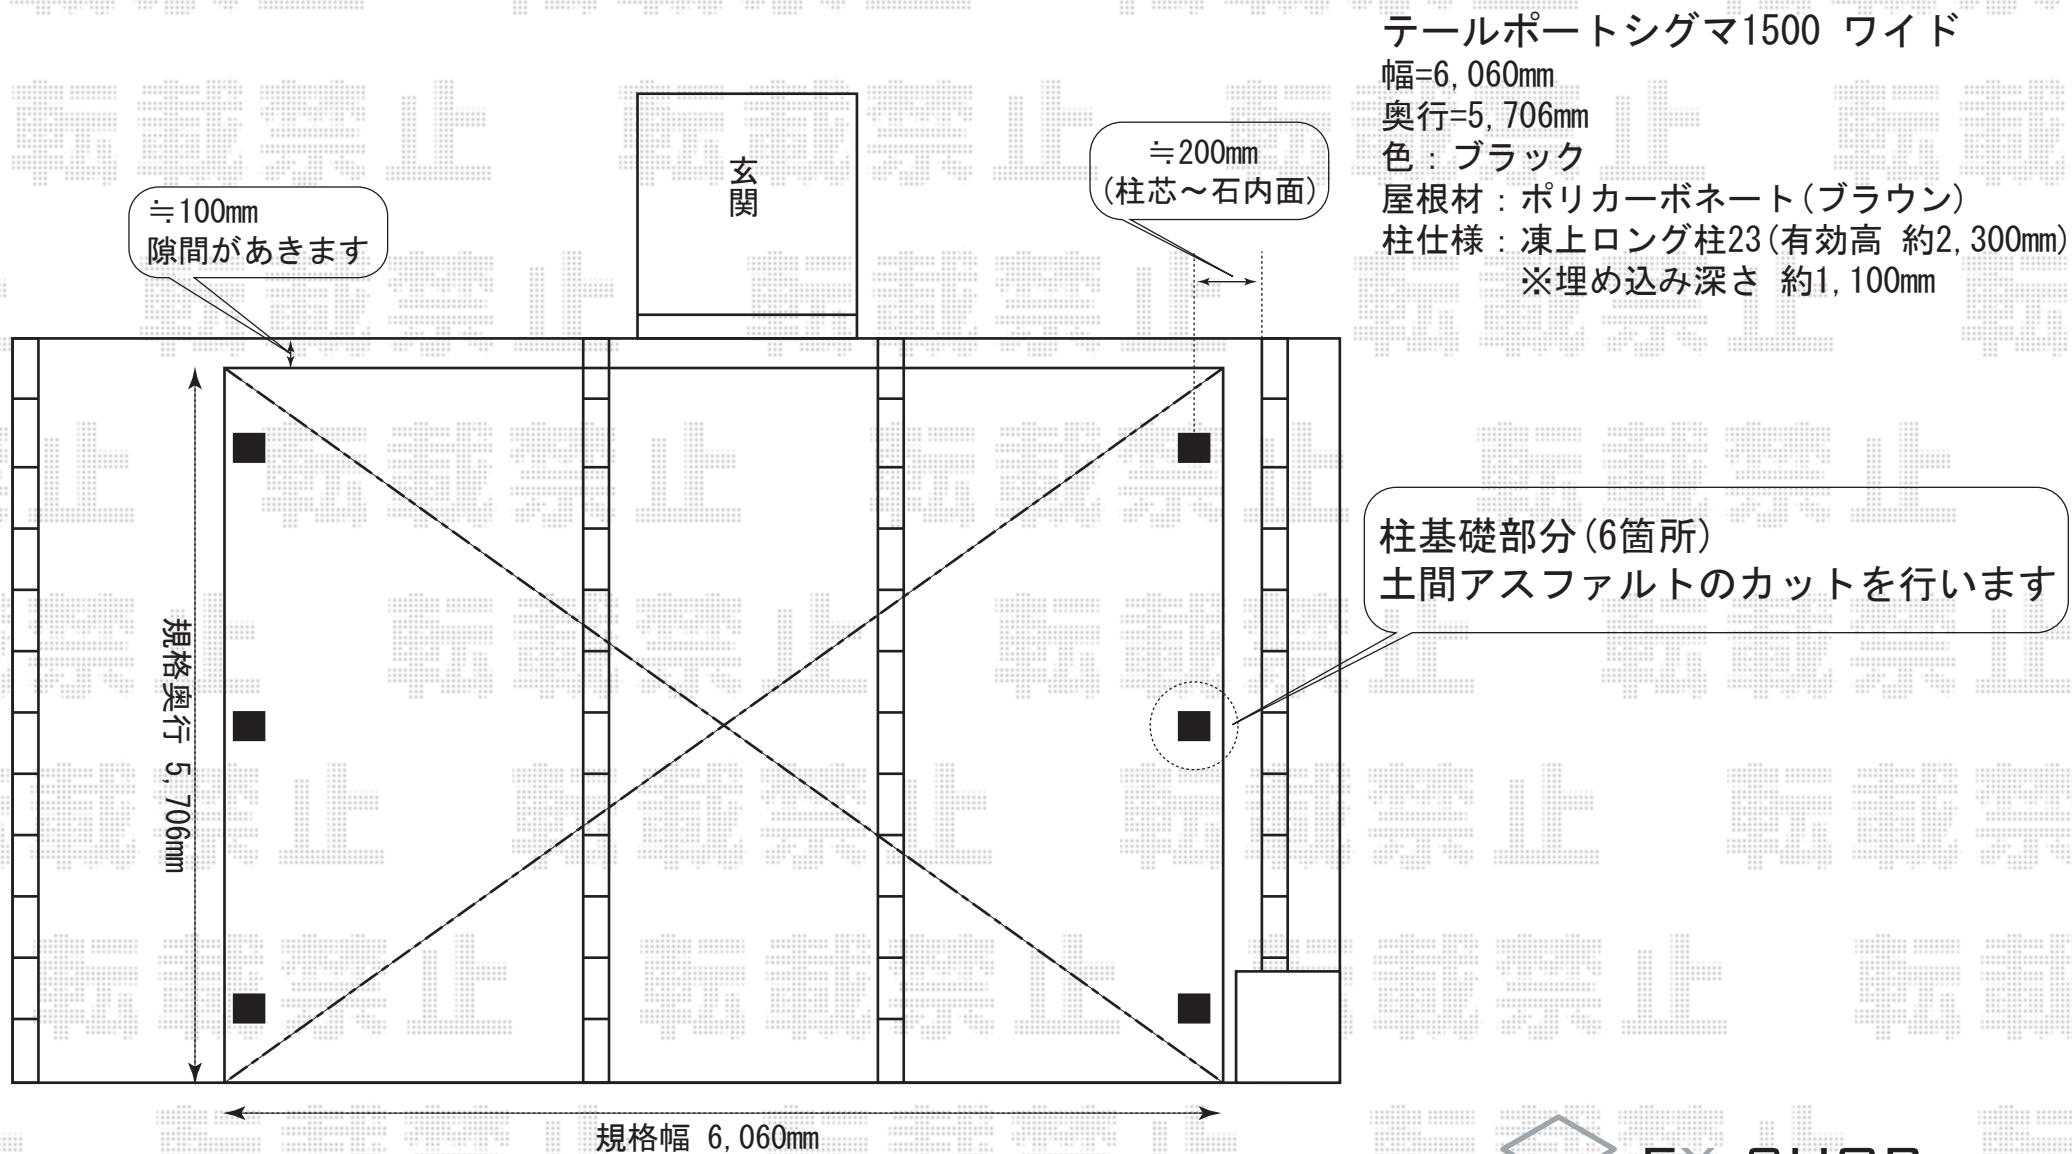 テールポートシグマ1500 ワイド
幅=6,060mm
奥行=5,706mm
色：ブラック
屋根材：ポリカーボネート(ブラウン)
柱仕様：凍上ロング柱23(有効高 約2,300mm)
※埋め込み深さ 約1,100mm
玄関
≒200mm
(柱芯～石内面)
≒100mm
隙間があきます
柱基礎部分(6箇所)
土間アスファルトのカットを行います
規格奥行 5,706mm
規格幅 6,060mm
転載禁止